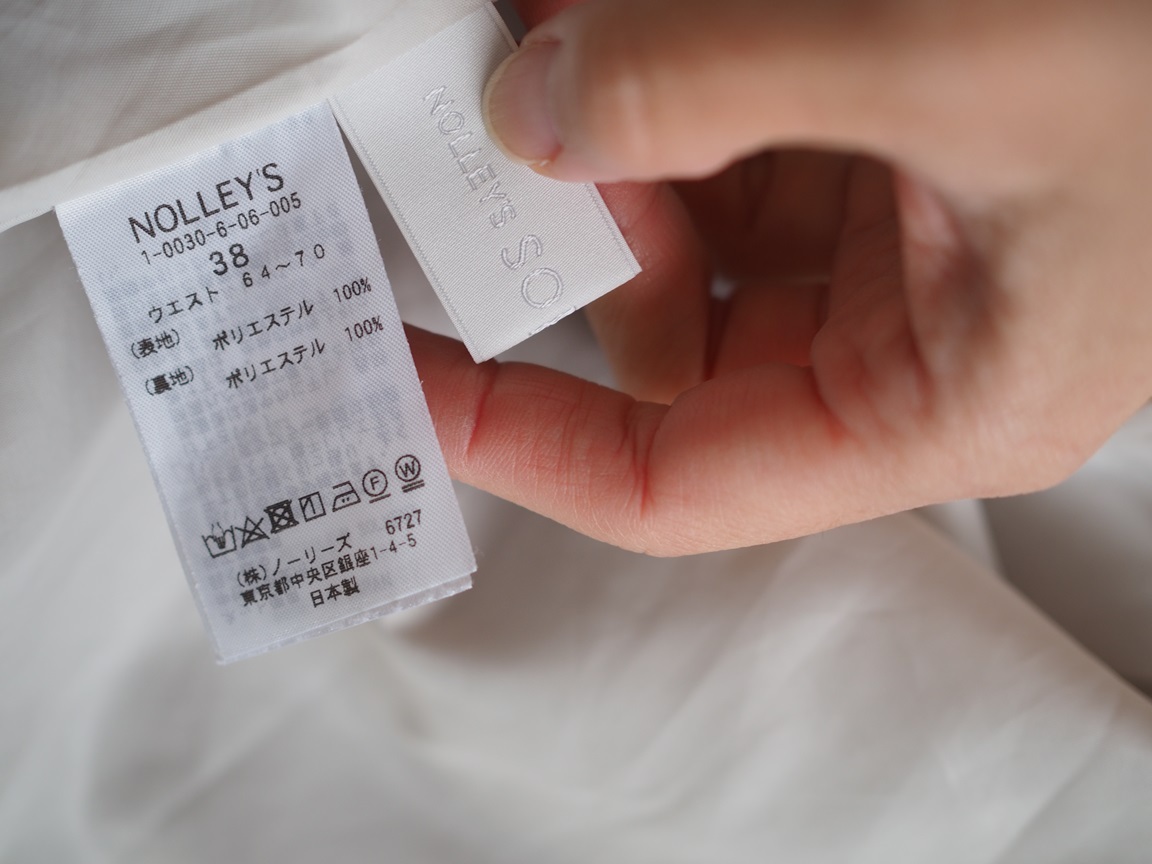 NOLLEY'S
1-0030-6-06-005
38
ウエスト 64～70
(表地) ポリエステル 100%
(裏地) ポリエステル 100%
F W
6727
(株)ノーリーズ
東京都中央区銀座1-4-5
日本製
NOLLEY'S SO